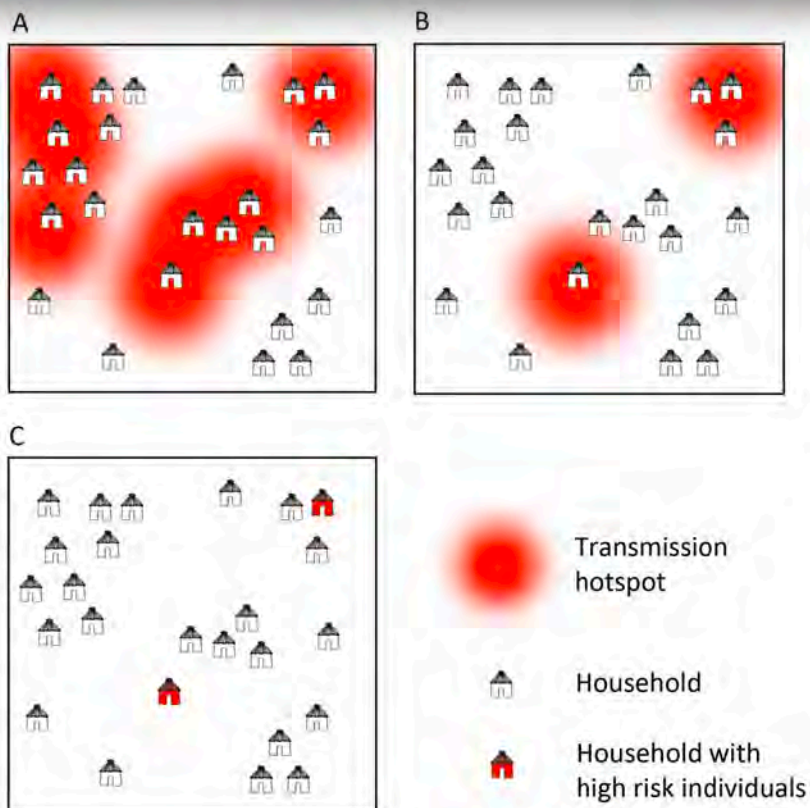 A
B
C
Transmission
hotspot
Household
Household with
high risk individuals